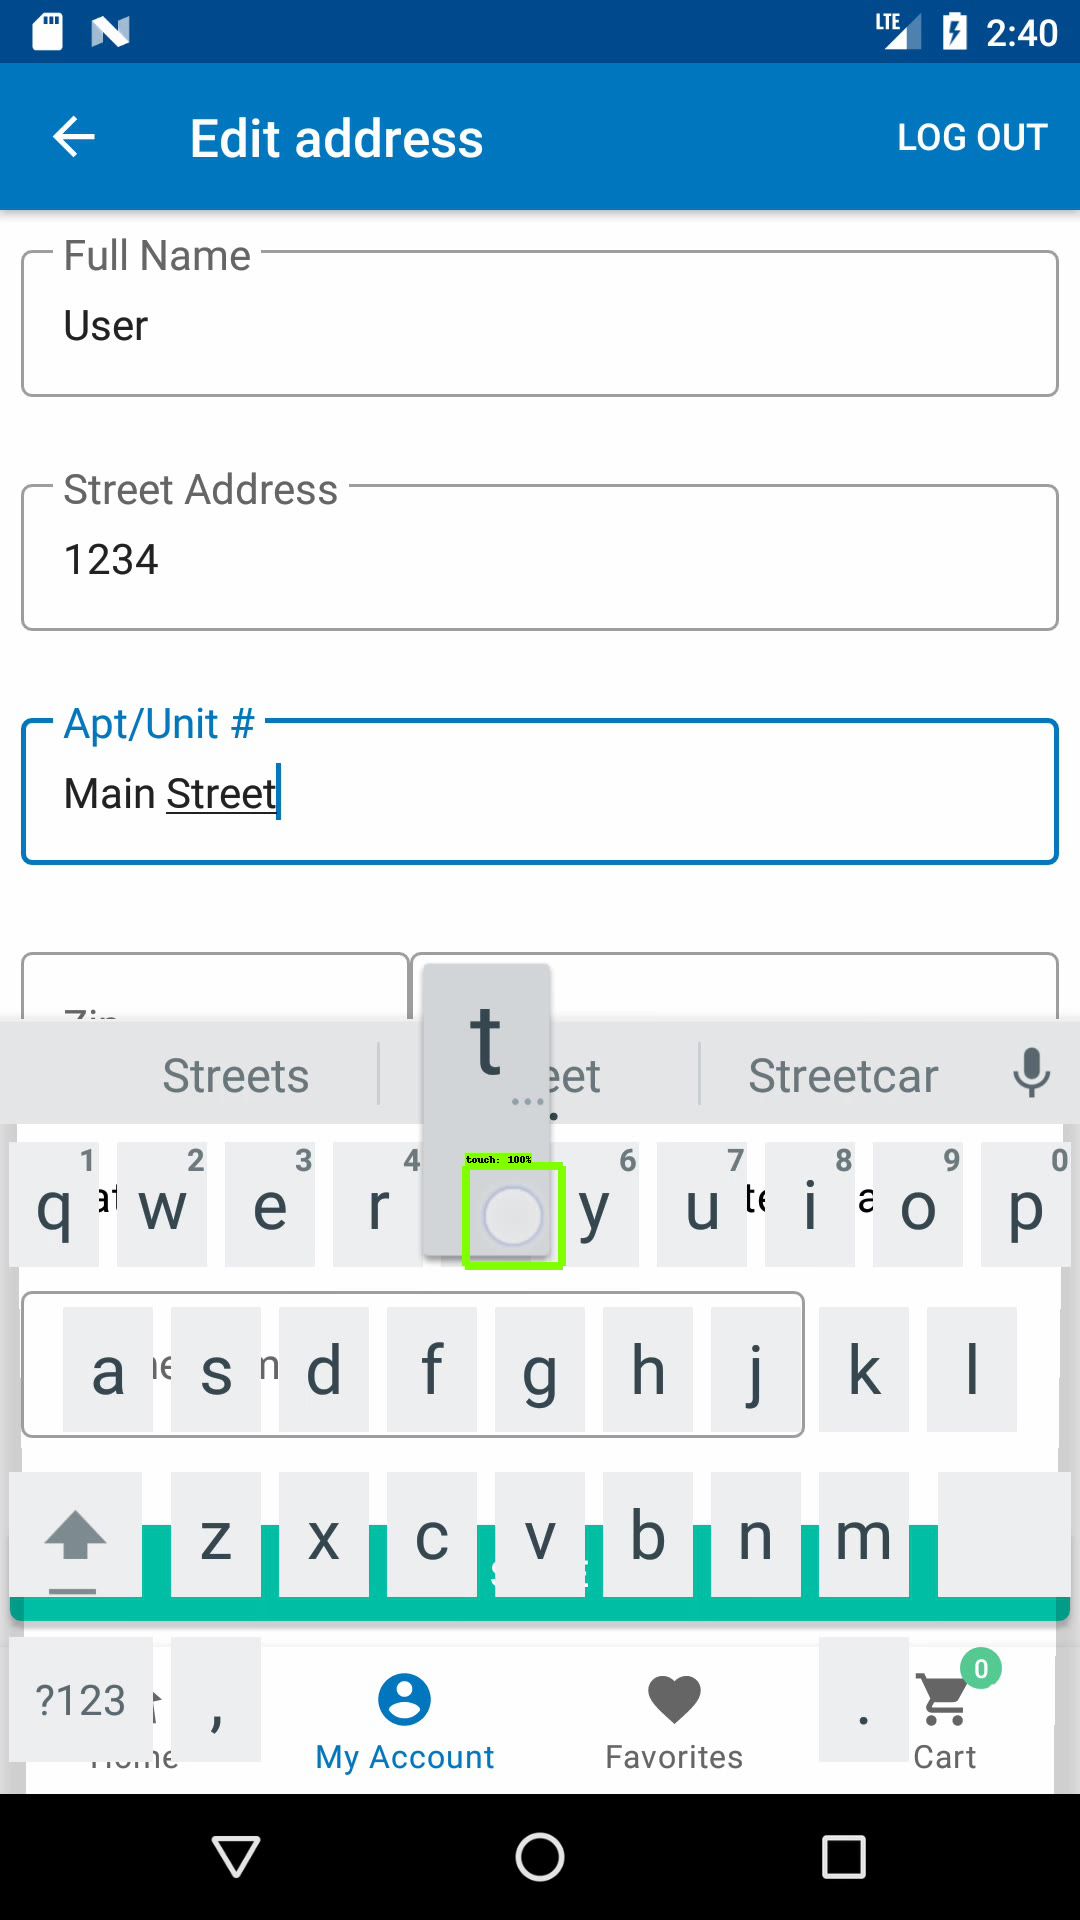 LTE 2:40
Edit address LOG OUT
Full Name
User
Street Address
1234
Apt/Unit #
Main Street
Zip
t
Streets eet Streetcar
touch: 100%
1 2 3 4 6 7 8 9 0
q w e r y u i o p
a s d f g h j k l
z x c v b n m
?123 , .
0
Home My Account Favorites Cart